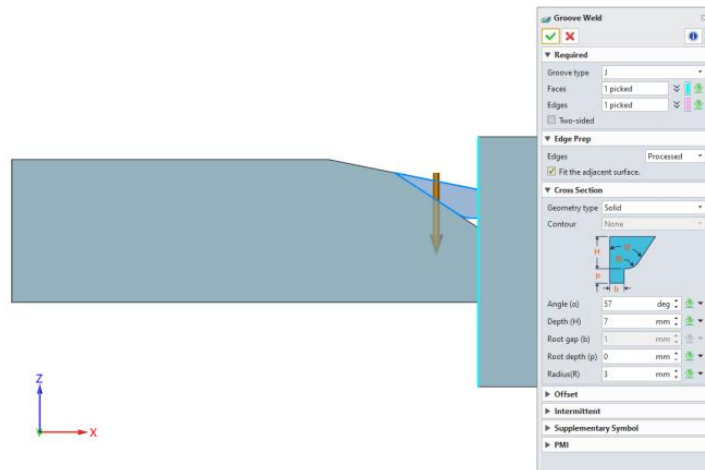 Groove Weld
Required
Groove type J
Faces 1 picked
Edges 1 picked
Two-sided
Edge Prep
Edges Processed
Fit the adjacent surface.
Cross Section
Geometry type Solid
Contour None
H
α
R
p
b
Angle (α) 57 deg
Depth (H) 7 mm
Root gap (b) 1 mm
Root depth (p) 0 mm
Radius(R) 3 mm
Offset
Intermittent
Supplementary Symbol
PMI
Z
X